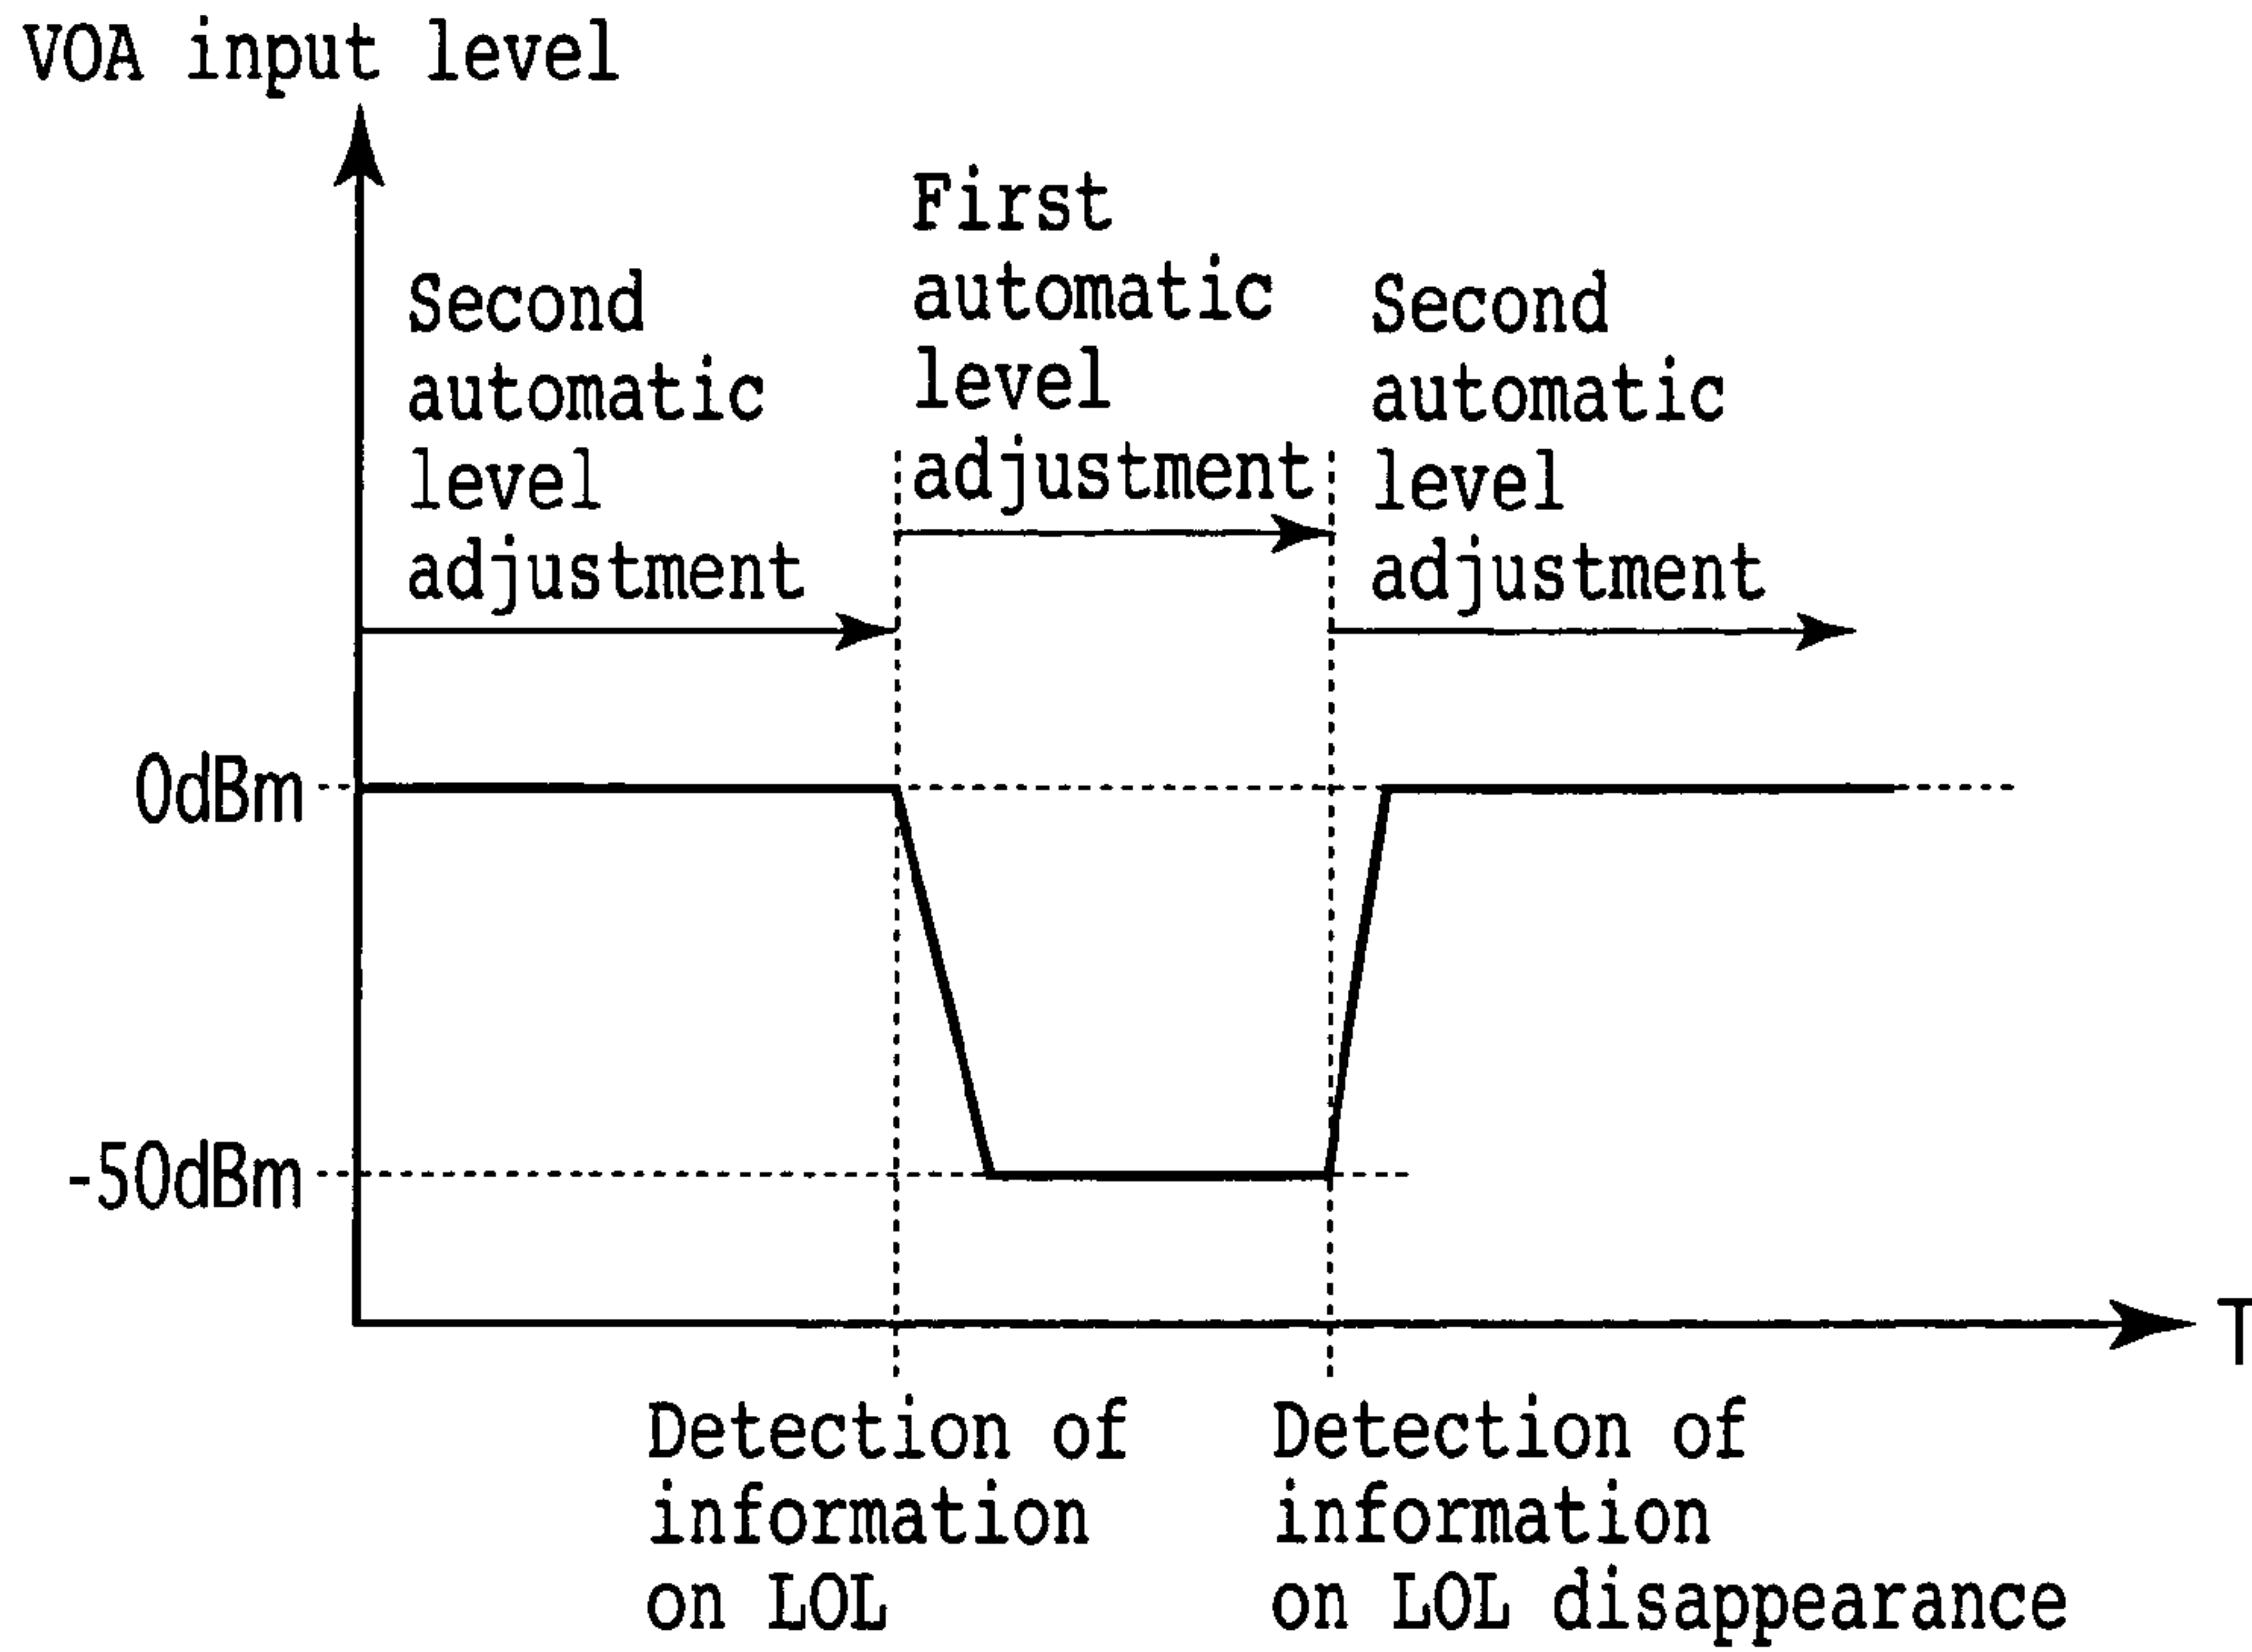 VOA input level
Second
automatic
level
adjustment
First
automatic
level
adjustment
Second
automatic
level
adjustment
0dBm
-50dBm
T
Detection of
information
on LOL
Detection of
information
on LOL disappearance